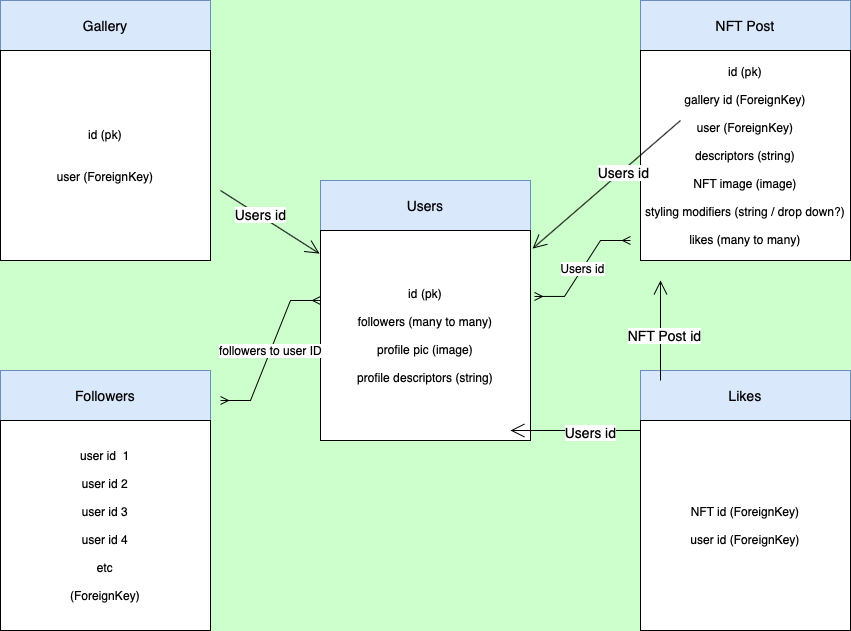 Gallery
id (pk)
user (ForeignKey)
NFT Post
id (pk)
gallery id (ForeignKey)
user (ForeignKey)
descriptors (string)
NFT image (image)
styling modifiers (string / drop down?)
likes (many to many)
Users id
Users id
Users
id (pk)
followers (many to many)
profile pic (image)
profile descriptors (string)
Users id
followers to user ID
NFT Post id
Users id
Followers
user id  1
user id 2
user id 3
user id 4
etc
(ForeignKey)
Likes
NFT id (ForeignKey)
user id (ForeignKey)